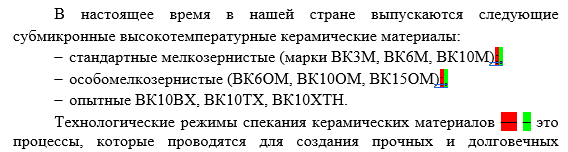 В настоящее время в нашей стране выпускаются следующие
субмикронные высокотемпературные керамические материалы:
– стандартные мелкозернистые (марки ВК3М, ВК6М, ВК10М),;
– особомелкозернистые (ВК6ОМ, ВК10ОМ, ВК15ОМ),;
– опытные ВК10ВХ, ВК10ТХ, ВК10ХТН.
Технологические режимы спекания керамических материалов — – это
процессы, которые проводятся для создания прочных и долговечных